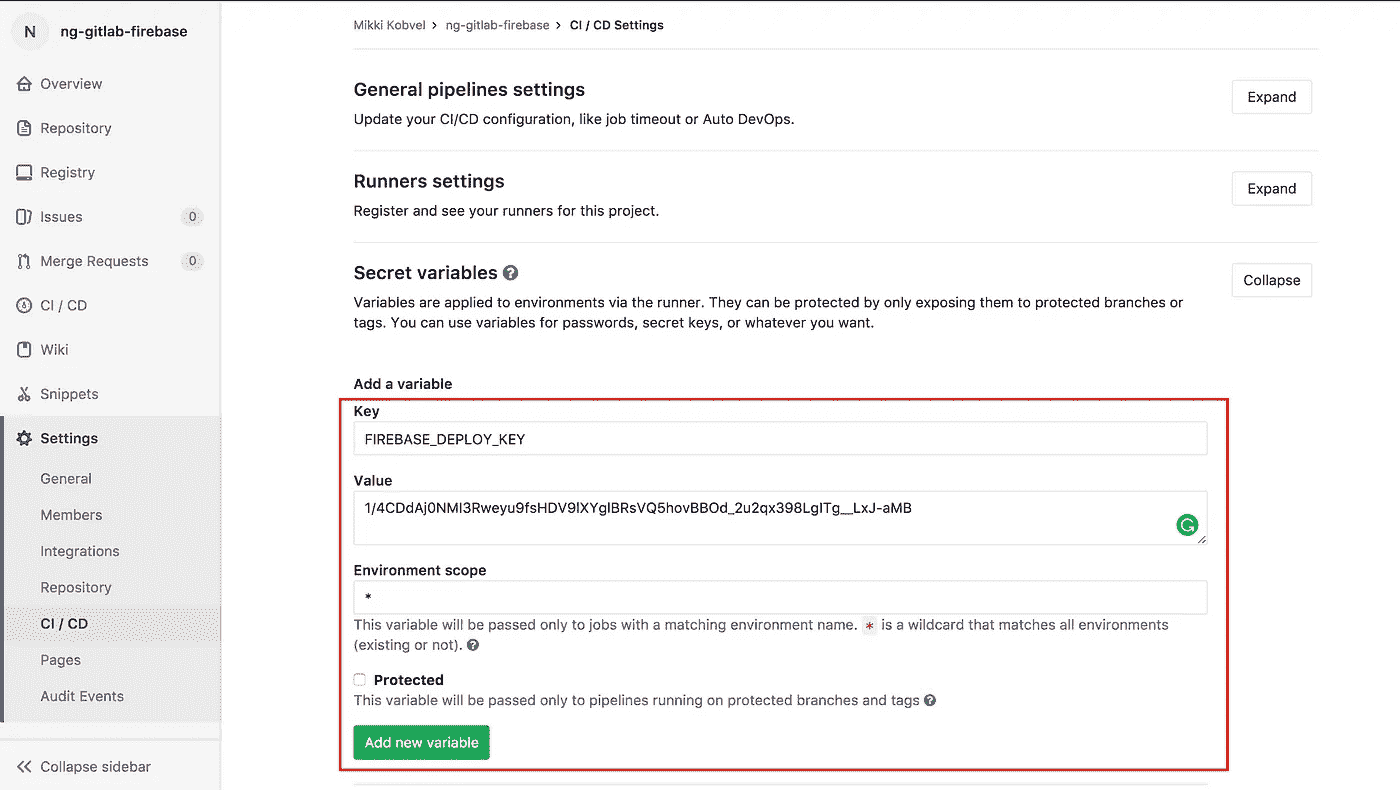 N ng-gitlab-firebase
Overview
Repository
Registry
Issues 0
Merge Requests 0
CI / CD
Wiki
Snippets
Settings
General
Members
Integrations
Repository
CI / CD
Pages
Audit Events
Collapse sidebar
Mikki Kobvel > ng-gitlab-firebase > CI / CD Settings
General pipelines settings
Expand
Update your CI/CD configuration, like job timeout or Auto DevOps.
Runners settings
Expand
Register and see your runners for this project.
Secret variables ?
Collapse
Variables are applied to environments via the runner. They can be protected by only exposing them to protected branches or
tags. You can use variables for passwords, secret keys, or whatever you want.
Add a variable
Key
FIREBASE_DEPLOY_KEY
Value
1/4CDdAj0NMI3Rweyu9fsHDV9lXYglBRsVQ5hovBBOd_2u2qx398LgITg__LxJ-aMB
Environment scope
*
This variable will be passed only to jobs with a matching environment name. * is a wildcard that matches all environments
(existing or not). ?
Protected
This variable will be passed only to pipelines running on protected branches and tags ?
Add new variable